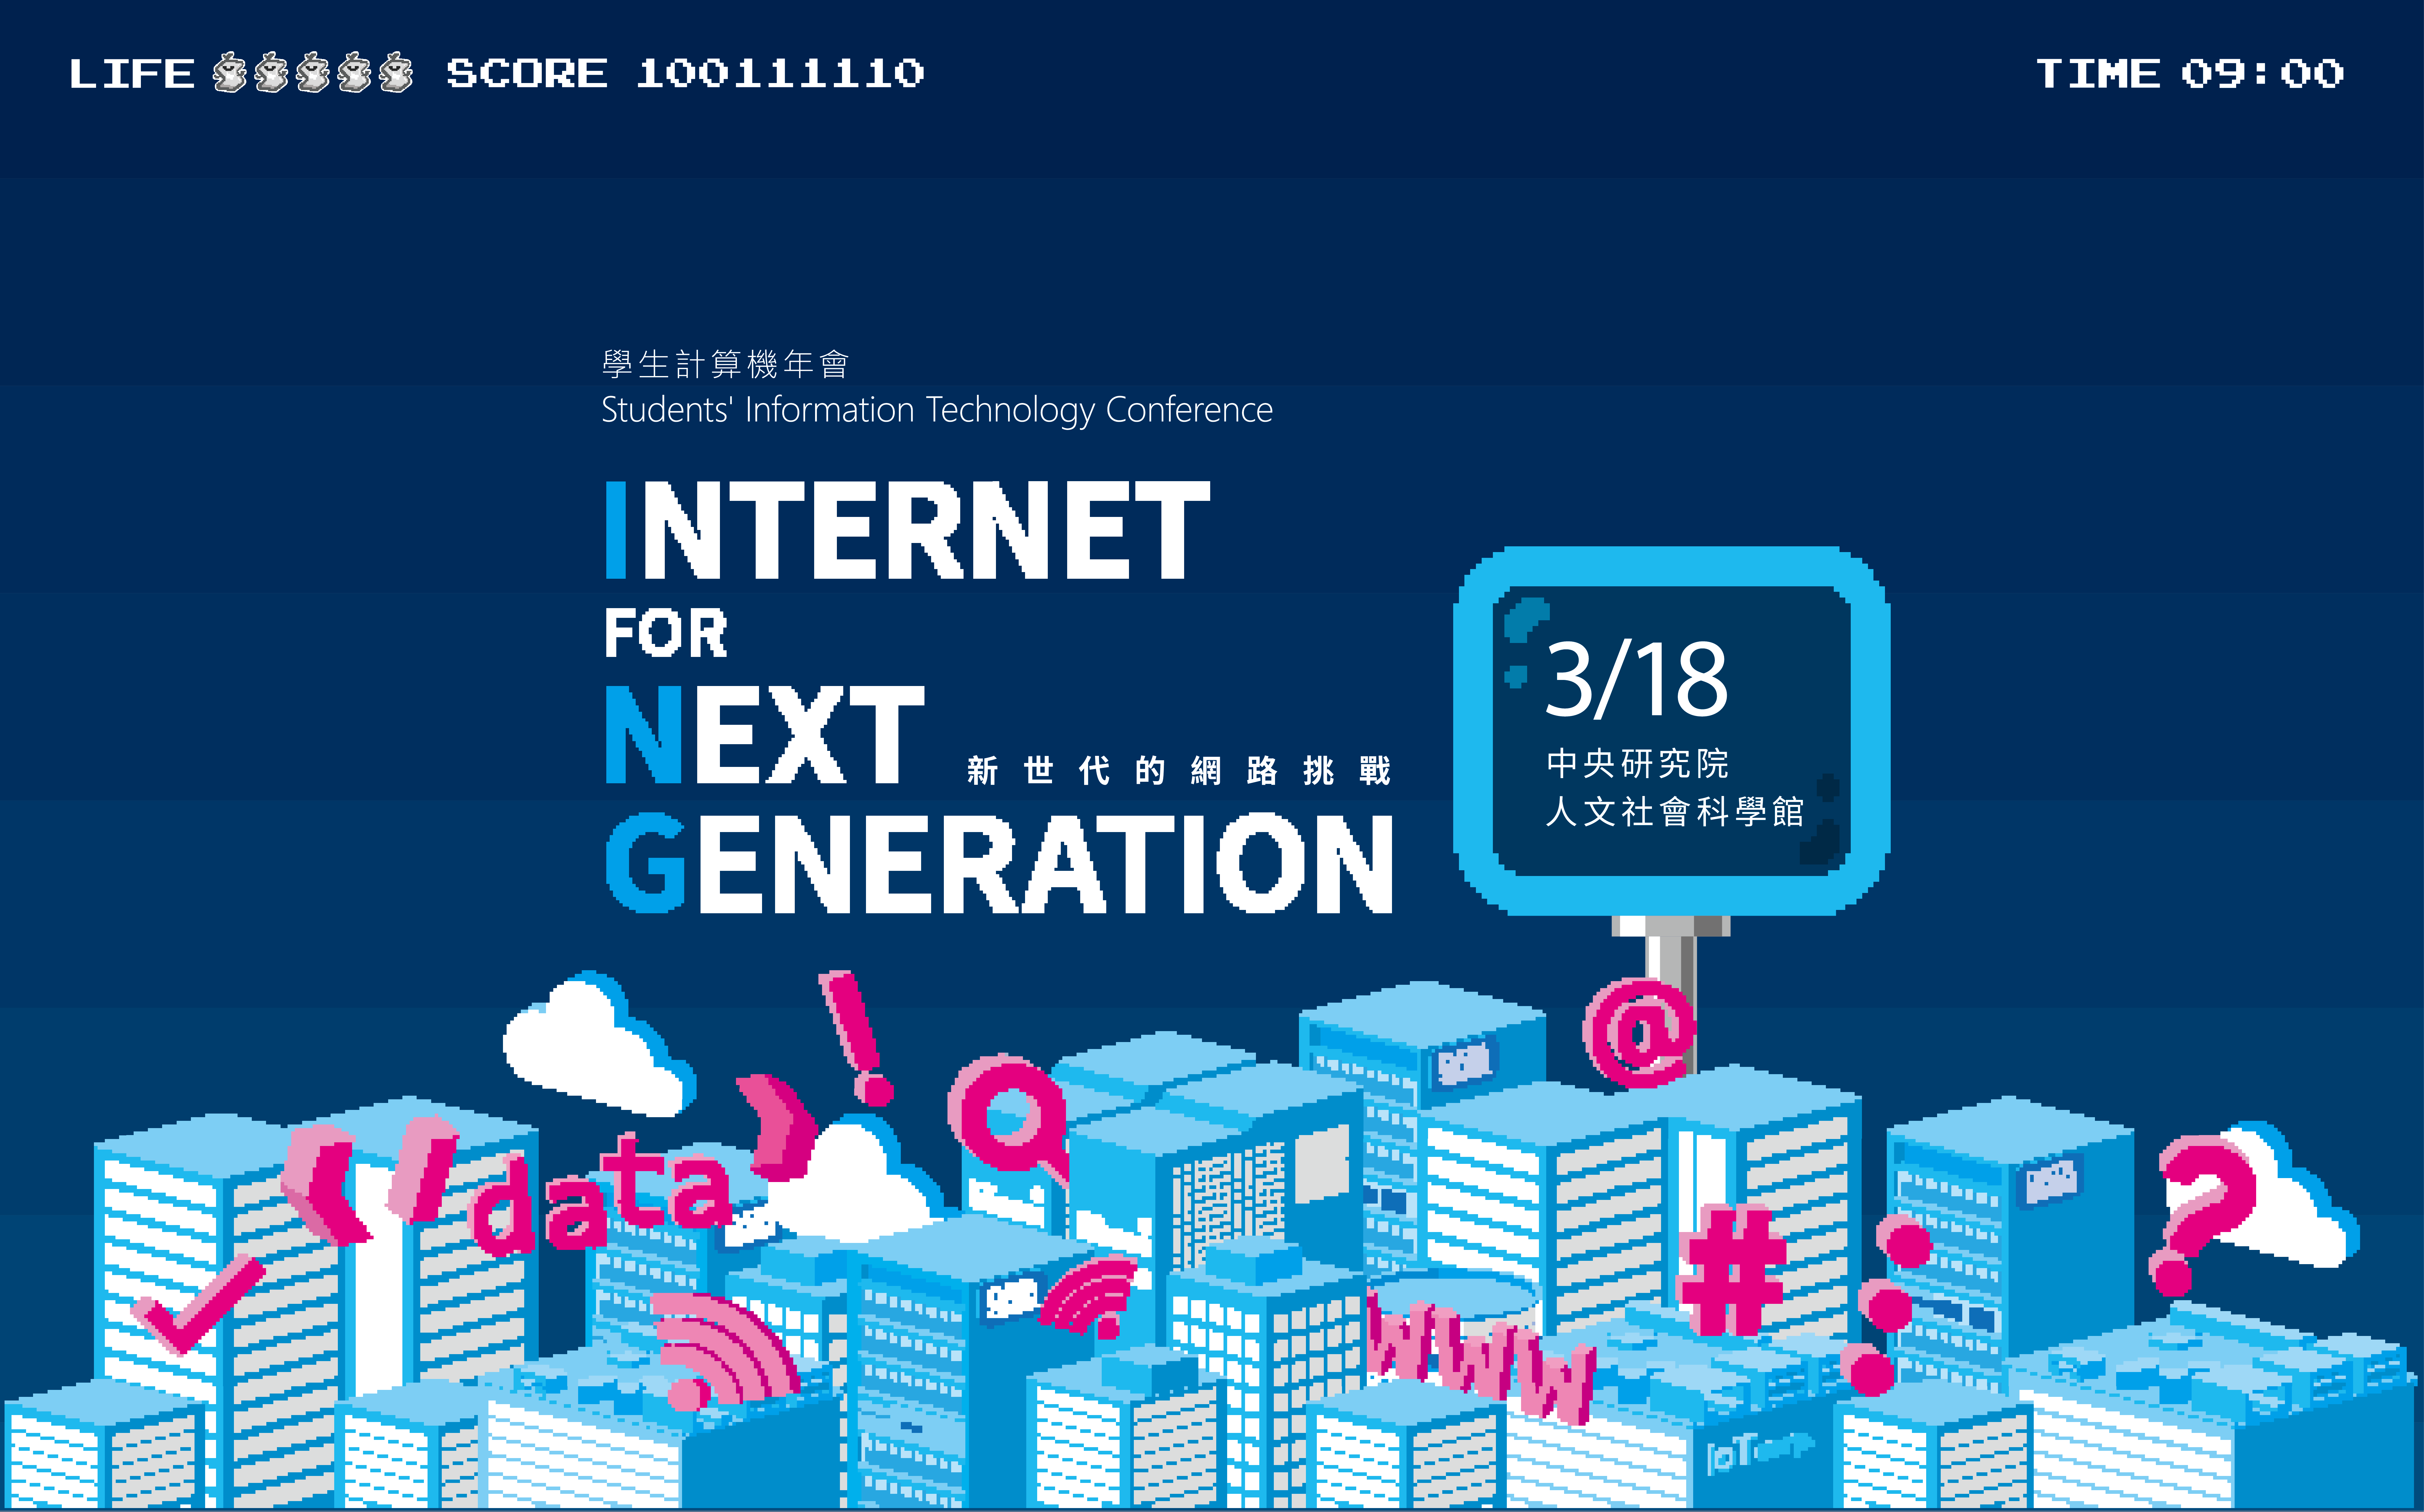 LIFE SCORE 100111110 TIME 09:00
學生計算機年會
Students' Information Technology Conference
INTERNET
FOR
NEXT
新世代的網路挑戰
GENERATION
3/18
中央研究院
人文社會科學館
!
@
</data>
?
#
www